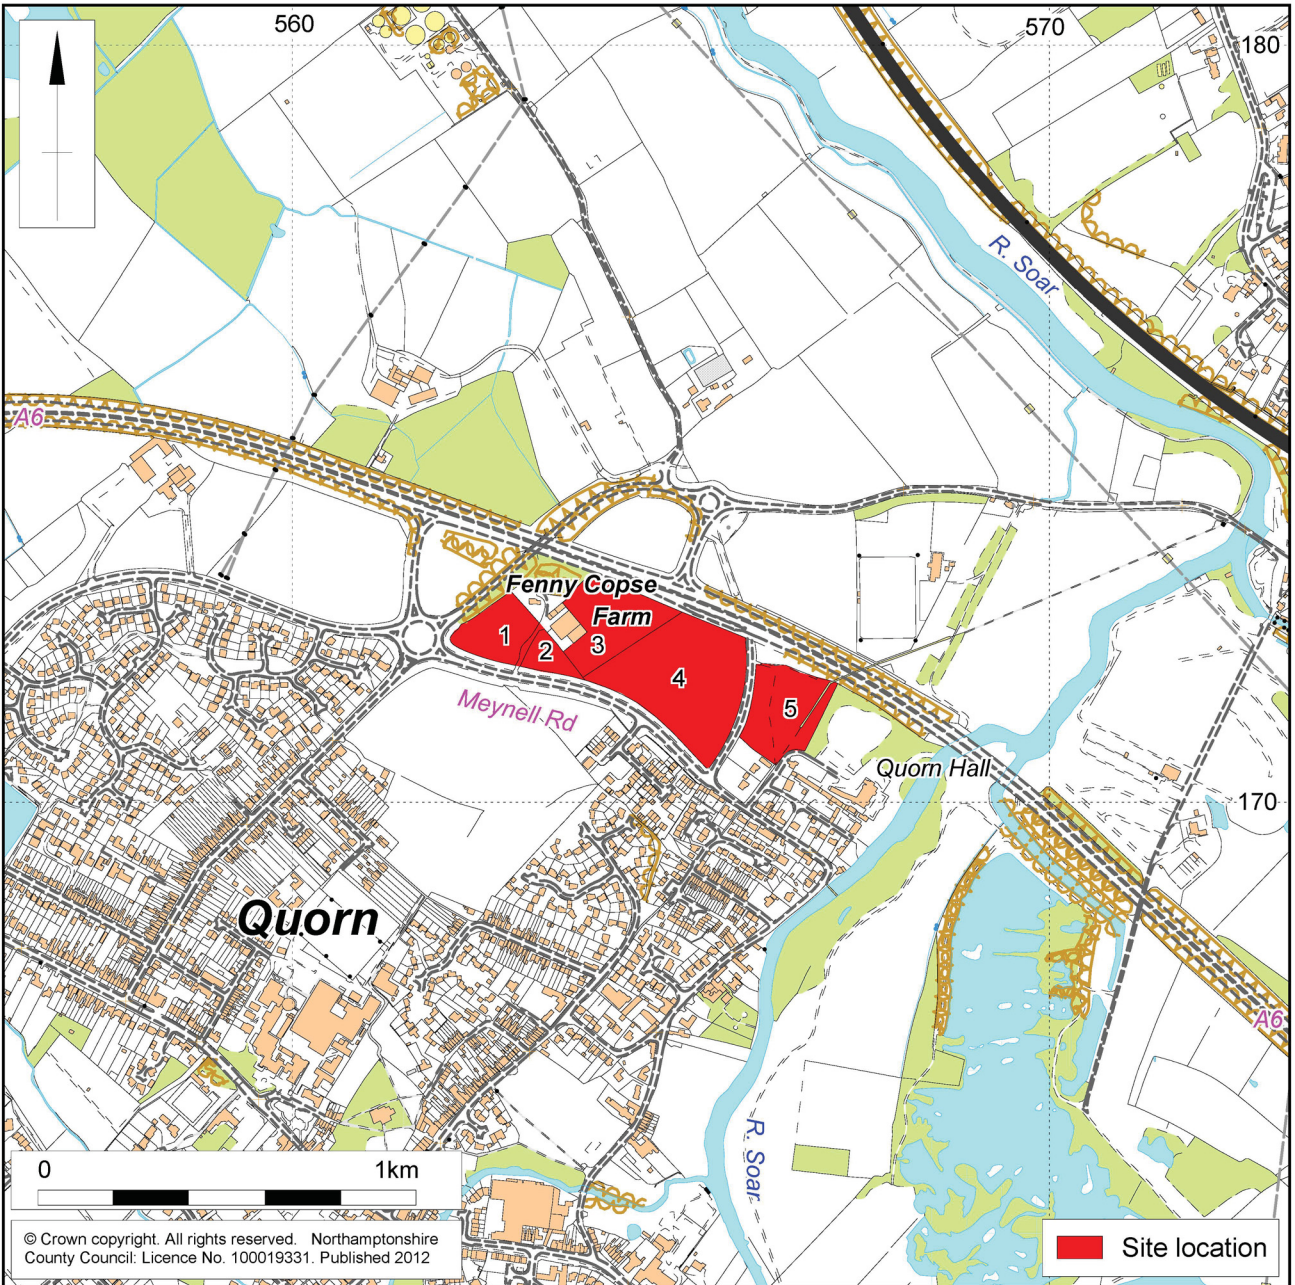 560
570
180
R. Soar
A6
Fenny Copse
Farm
1
2
3
4
5
Meynell Rd
Quorn Hall
170
Quorn
A6
R. Soar
0 1km
© Crown copyright. All rights reserved. Northamptonshire
County Council: Licence No. 100019331. Published 2012
Site location